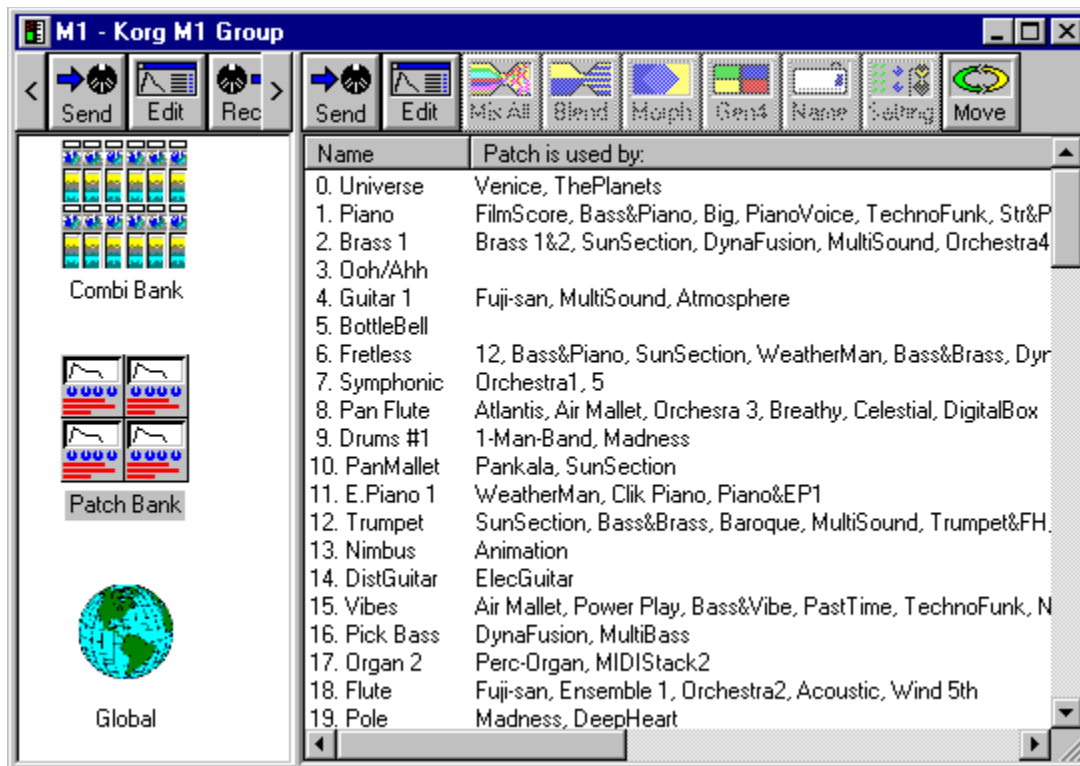 M1 - Korg M1 Group
< Send Edit Rec >
Send Edit Mix All Blend Morph Gen4 Name Setting Move
Name Patch is used by:
0. Universe Venice, ThePlanets
1. Piano FilmScore, Bass&Piano, Big, PianoVoice, TechnoFunk, Str&P
2. Brass 1 Brass 1&2, SunSection, DynaFusion, MultiSound, Orchestra4
3. Ooh/Ahh
4. Guitar 1 Fuji-san, MultiSound, Atmosphere
5. BottleBell
6. Fretless 12, Bass&Piano, SunSection, WeatherMan, Bass&Brass, Dyr
7. Symphonic Orchestra1, 5
8. Pan Flute Atlantis, Air Mallet, Orchesra 3, Breathy, Celestial, DigitalBox
9. Drums #1 1-Man-Band, Madness
10. PanMallet Pankala, SunSection
11. E.Piano 1 WeatherMan, Clik Piano, Piano&EP1
12. Trumpet SunSection, Bass&Brass, Baroque, MultiSound, Trumpet&FH,
13. Nimbus Animation
14. DistGuitar ElecGuitar
15. Vibes Air Mallet, Power Play, Bass&Vibe, PastTime, TechnoFunk, N
16. Pick Bass DynaFusion, MultiBass
17. Organ 2 Perc-Organ, MIDIStack2
18. Flute Fuji-san, Ensemble 1, Orchestra2, Acoustic, Wind 5th
19. Pole Madness, DeepHeart
Combi Bank
Patch Bank
Global